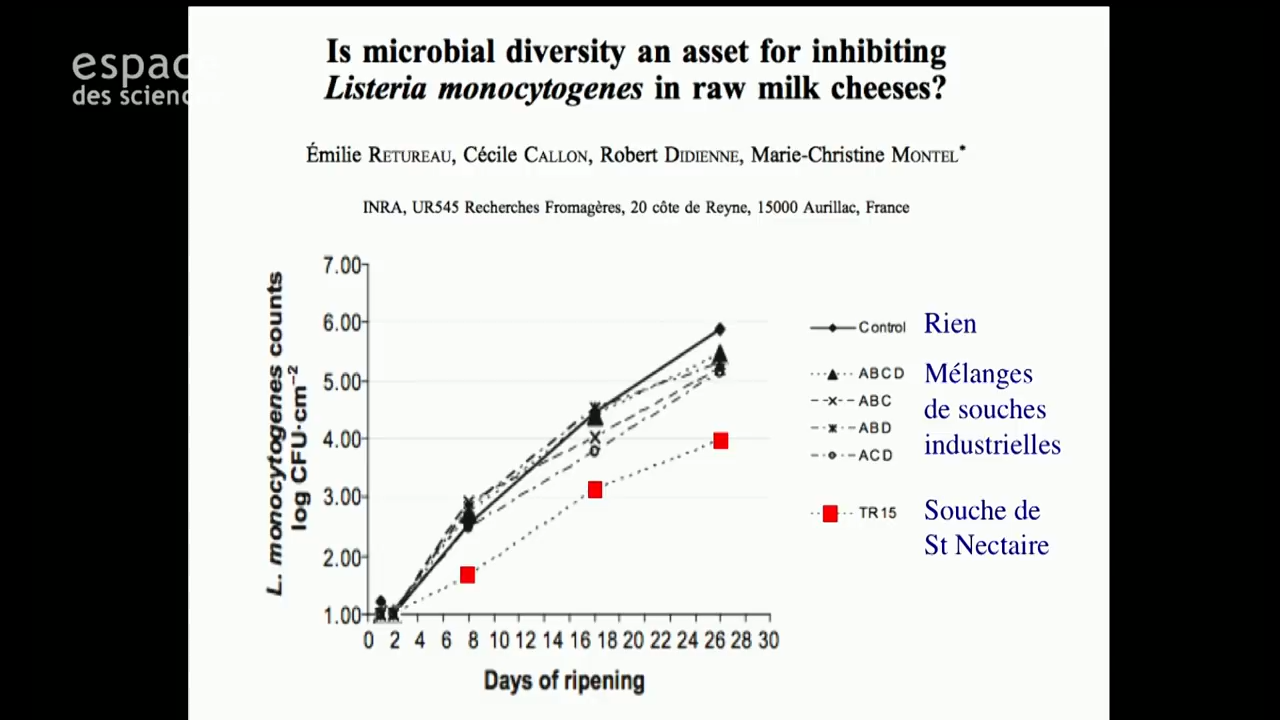 espace
des sciences
Is microbial diversity an asset for inhibiting
Listeria monocytogenes in raw milk cheeses?
Émilie RETUREAU, Cécile CALLON, Robert DIDIENNE, Marie-Christine MONTEL*
INRA, UR545 Recherches Fromagères, 20 côte de Reyne, 15000 Aurillac, France
L. monocytogenes counts
log CFU·cm⁻²
7.00
6.00
5.00
4.00
3.00
2.00
1.00
0 2 4 6 8 10 12 14 16 18 20 22 24 26 28 30
Days of ripening
Control Rien
ABCD Mélanges
ABC de souches
ABD industrielles
ACD
TR15 Souche de
St Nectaire